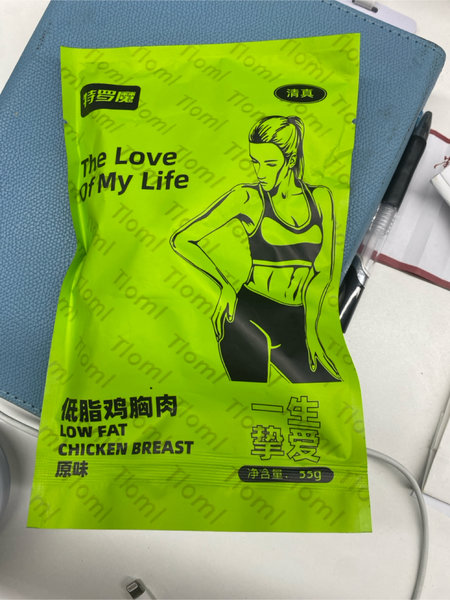 特罗魔
清真
The Love
Of My Life
低脂鸡胸肉
LOW FAT
CHICKEN BREAST
原味
一生
挚爱
净含量：55g